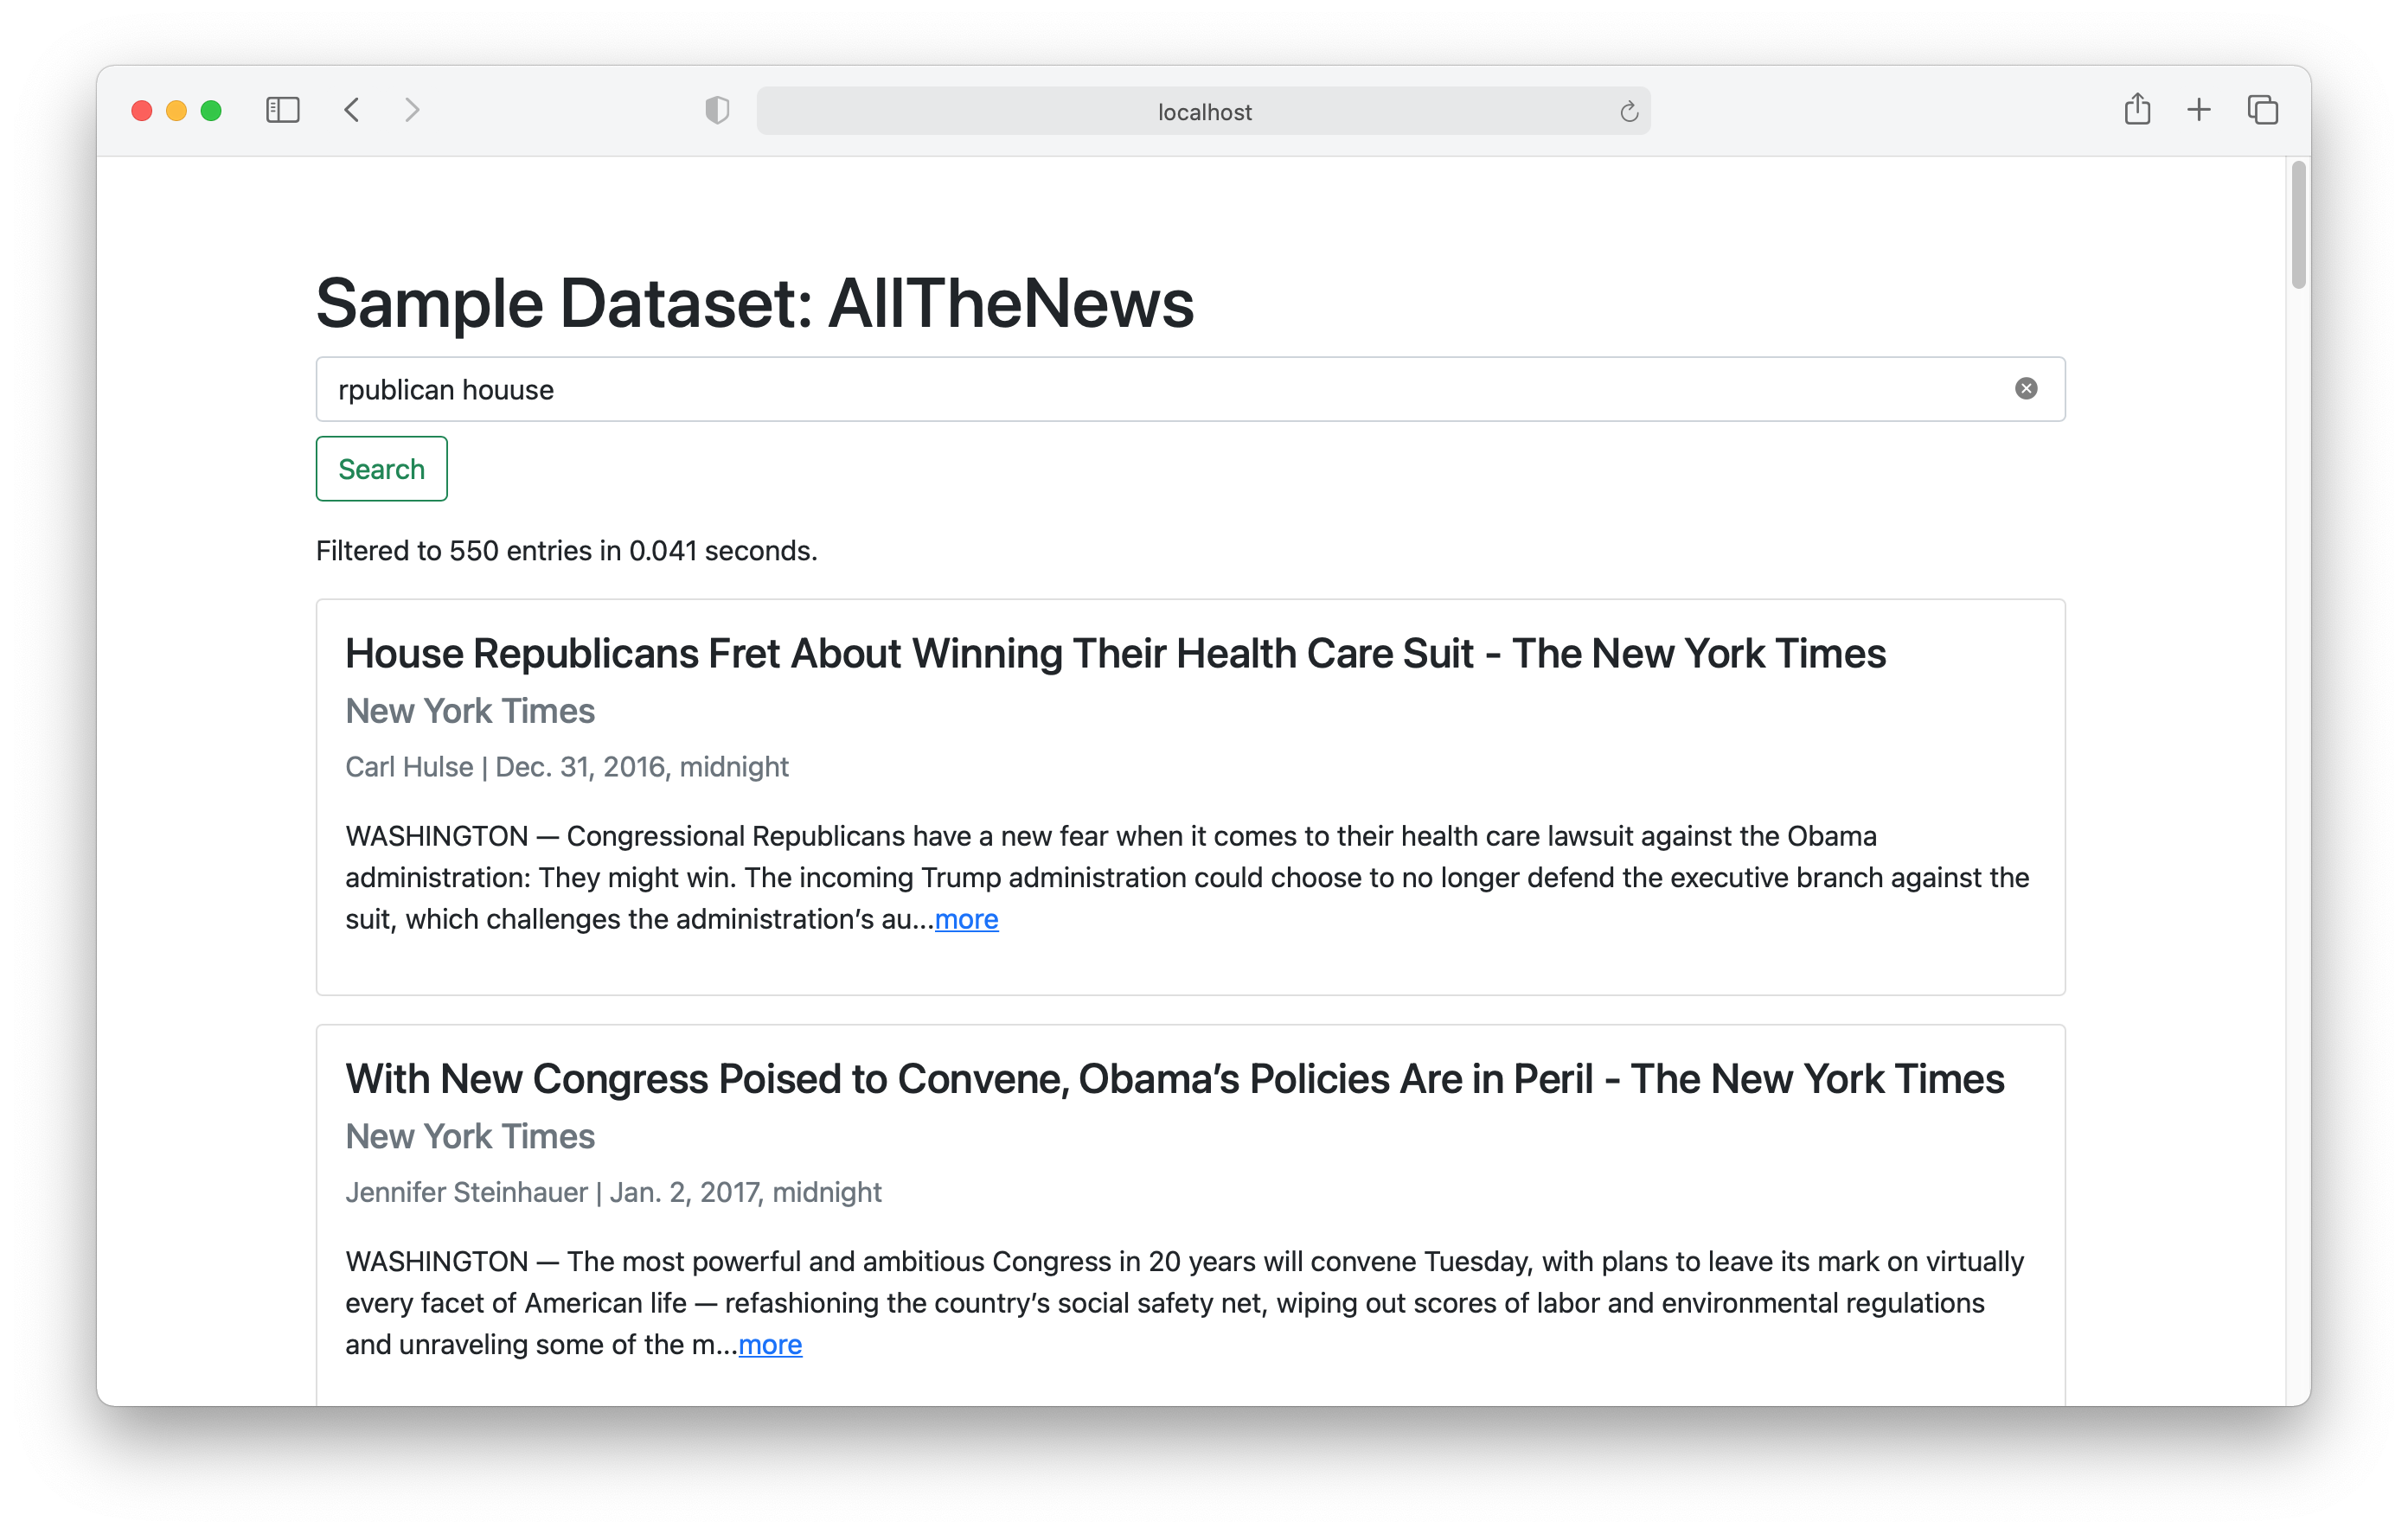 localhost
Sample Dataset: AllTheNews
rpublican houuse
Search
Filtered to 550 entries in 0.041 seconds.
House Republicans Fret About Winning Their Health Care Suit - The New York Times
New York Times
Carl Hulse | Dec. 31, 2016, midnight
WASHINGTON — Congressional Republicans have a new fear when it comes to their health care lawsuit against the Obama
administration: They might win. The incoming Trump administration could choose to no longer defend the executive branch against the
suit, which challenges the administration’s au...more
With New Congress Poised to Convene, Obama’s Policies Are in Peril - The New York Times
New York Times
Jennifer Steinhauer | Jan. 2, 2017, midnight
WASHINGTON — The most powerful and ambitious Congress in 20 years will convene Tuesday, with plans to leave its mark on virtually
every facet of American life — refashioning the country’s social safety net, wiping out scores of labor and environmental regulations
and unraveling some of the m...more